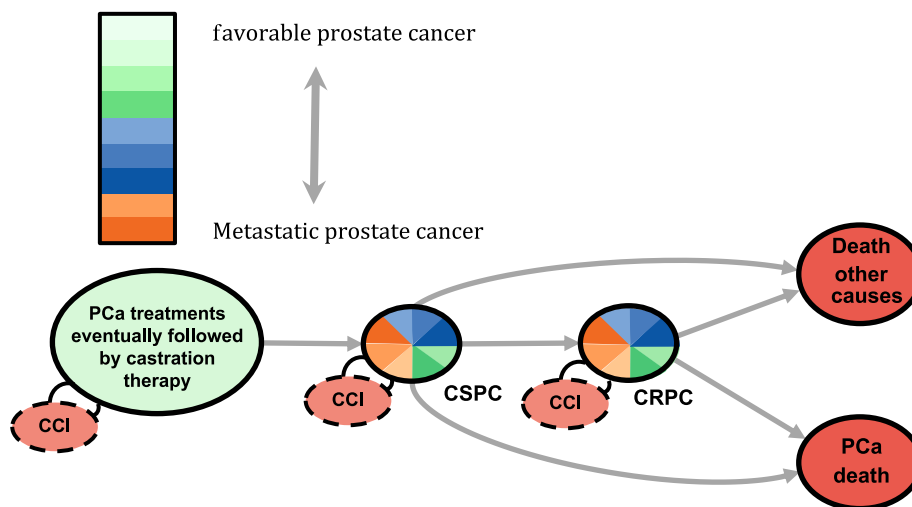 favorable prostate cancer
Metastatic prostate cancer
PCa treatments
eventually followed
by castration
therapy
CCI
CCI
CSPC
CCI
CRPC
Death
other
causes
PCa
death